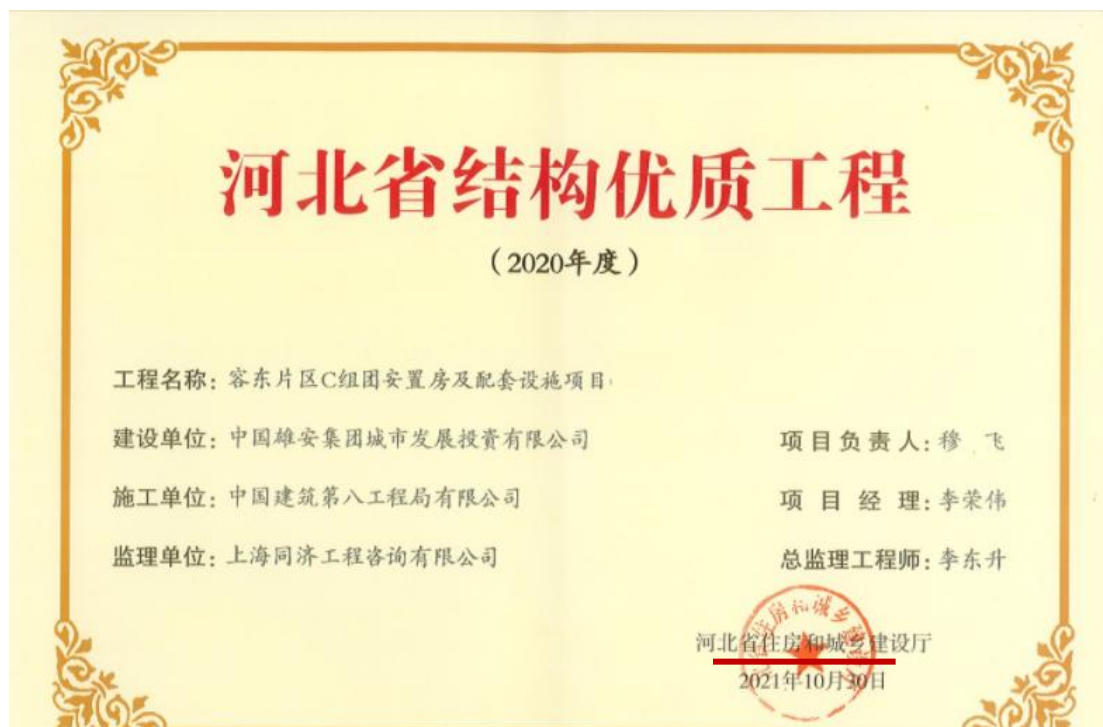 河北省结构优质工程
（2020年度）
工程名称：容东片区C组团安置房及配套设施项目
建设单位：中国雄安集团城市发展投资有限公司 项目负责人：穆飞
施工单位：中国建筑第八工程局有限公司 项目经理：李荣伟
监理单位：上海同济工程咨询有限公司 总监理工程师：李东升
河北省住房和城乡建设厅
2021年10月30日